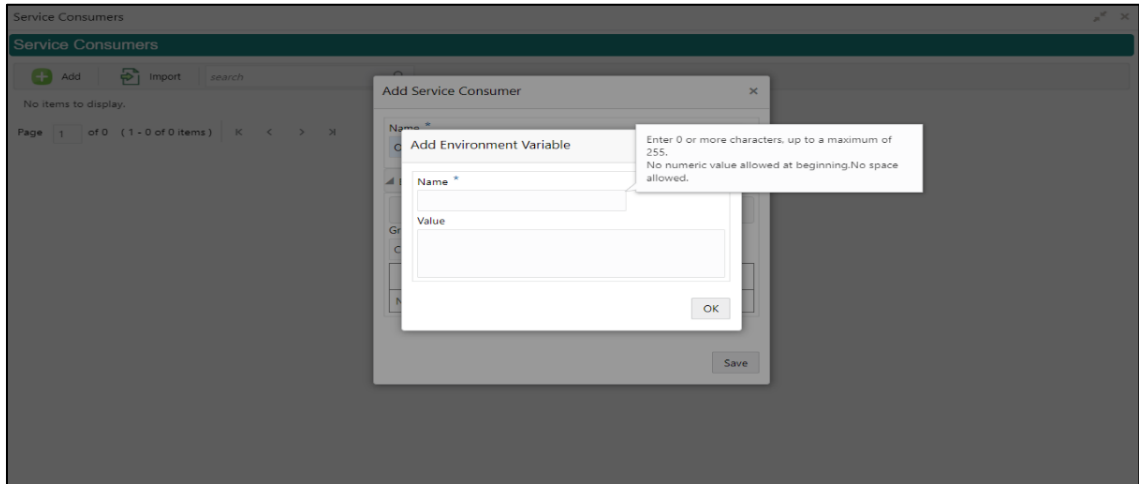 Service Consumers
Service Consumers
Add Import search
No items to display.
Page 1 of 0 (1 - 0 of 0 items) K < > >|
Add Service Consumer
Name *
Add Environment Variable
Enter 0 or more characters, up to a maximum of
255.
No numeric value allowed at beginning.No space
allowed.
Name *
Value
Gr
C
N
OK
Save